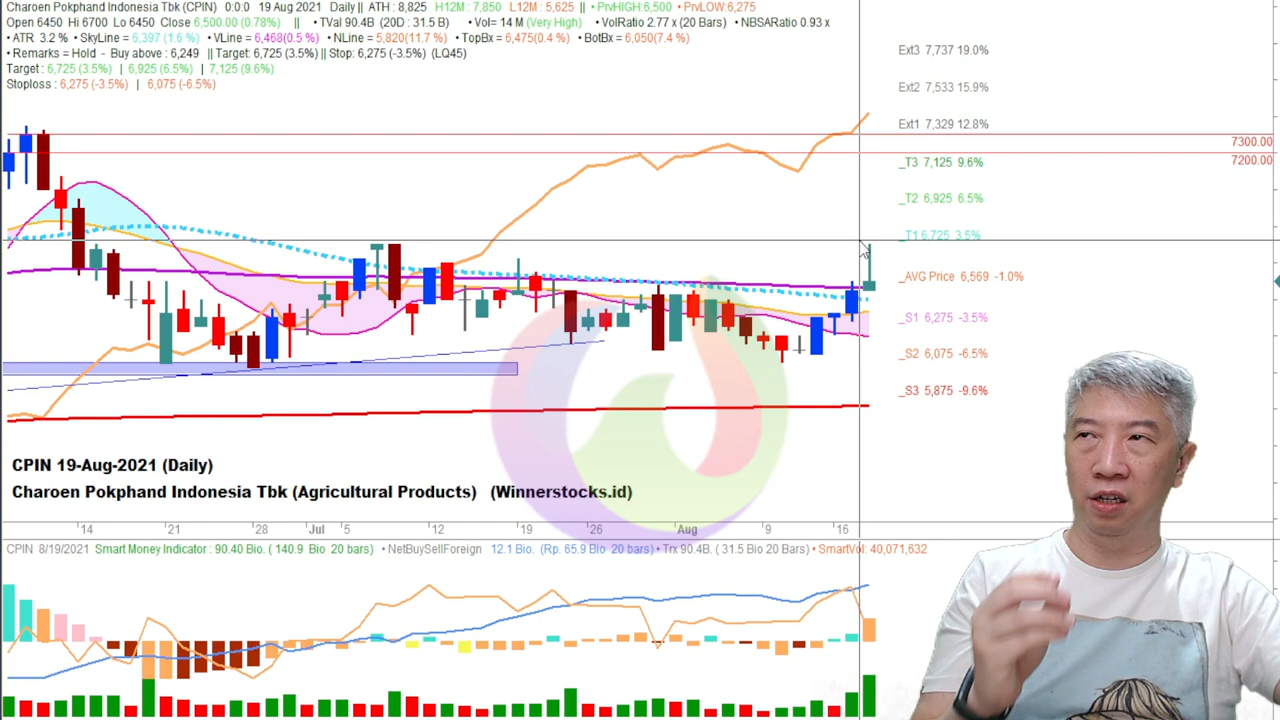 Charoen Pokphand Indonesia Tbk (CPIN) 0:0:0 19 Aug 2021 Daily || ATH : 8,825 H12M : 7,850 L12M : 5,625 || • PrvHIGH:6,500 • PrvLOW:6,275
Open 6450 Hi 6700 Lo 6450 Close 6,500.00 (0.78%) || • TVal 90.4B (20D : 31.5 B) • Vol= 14 M (Very High) • VolRatio 2.77 x (20 Bars) • NBSARatio 0.93 x
• ATR 3.2 % • SkyLine = 6,397 (1.6 %) • VLine = 6,468(0.5 %) • NLine = 5,820(11.7 %) • TopBx = 6,475(0.4 %) • BotBx = 6,050(7.4 %)
• Remarks = Hold - Buy above : 6,249 || Target: 6,725 (3.5%) || Stop: 6,275 (-3.5%) (LQ45)
Target : 6,725 (3.5%) | 6,925 (6.5%) | 7,125 (9.6%)
Stoploss : 6,275 (-3.5%) | 6,075 (-6.5%)
Ext3 7,737 19.0%
Ext2 7,533 15.9%
Ext1 7,329 12.8%
7300.00
7200.00
_T3 7,125 9.6%
_T2 6,925 6.5%
_T1 6,725 3.5%
_AVG Price 6,569 -1.0%
_S1 6,275 -3.5%
_S2 6,075 -6.5%
_S3 5,875 -9.6%
CPIN 19-Aug-2021 (Daily)
Charoen Pokphand Indonesia Tbk (Agricultural Products) (Winnerstocks.id)
14 21 28 Jul 5 12 19 26 Aug 9 16
CPIN 8/19/2021 Smart Money Indicator : 90.40 Bio. ( 140.9 Bio 20 bars) • NetBuySellForeign 12.1 Bio. (Rp. 65.9 Bio 20 bars) • Trx 90.4B. ( 31.5 Bio 20 Bars) • SmartVol: 40,071,632